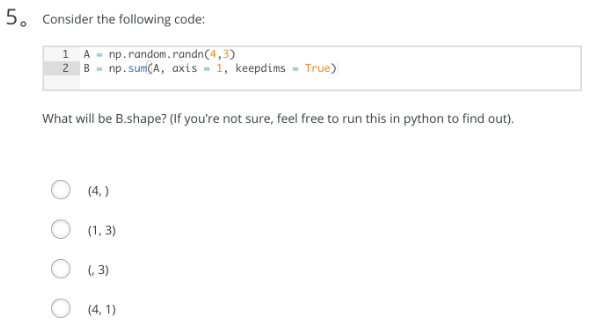 5. Consider the following code:
1 A = np.random.randn(4,3)
2 B = np.sum(A, axis = 1, keepdims = True)
What will be B.shape? (If you're not sure, feel free to run this in python to find out).
(4, )
(1, 3)
(, 3)
(4, 1)